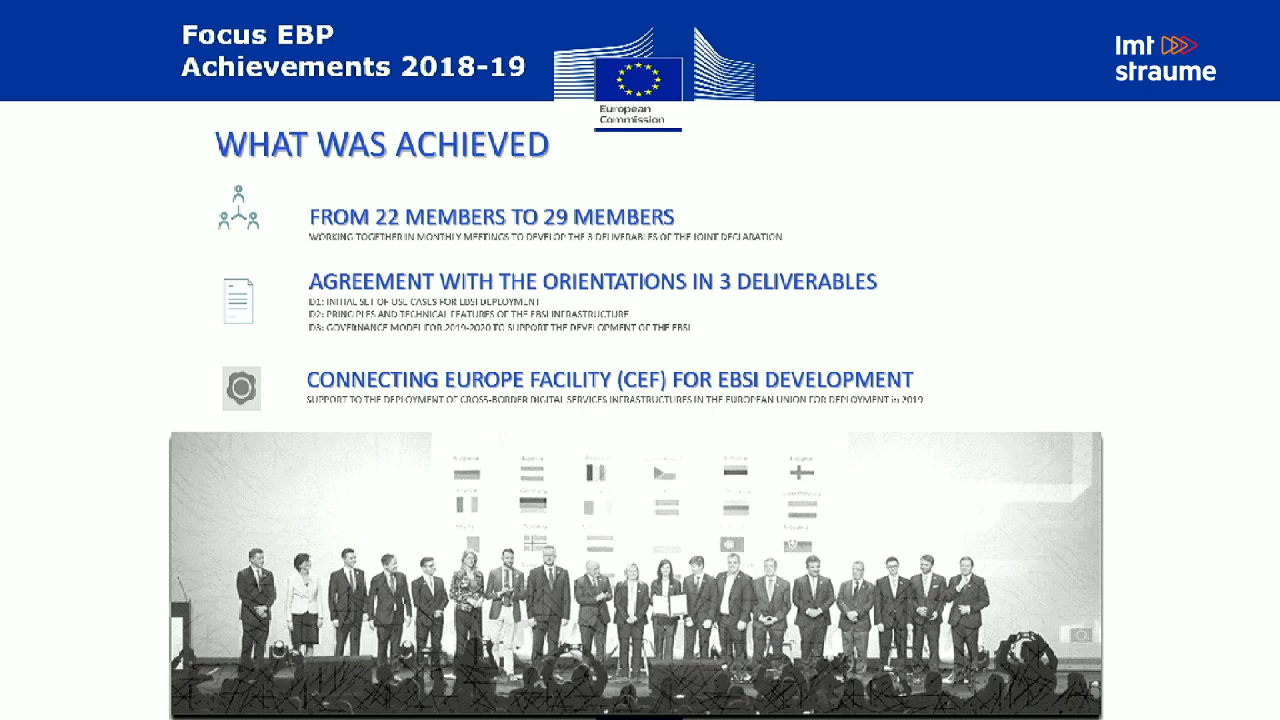 Focus EBP
Achievements 2018-19
lmt
straume
European
Commission
WHAT WAS ACHIEVED
FROM 22 MEMBERS TO 29 MEMBERS
WORKING TOGETHER IN MONTHLY MEETINGS TO DEVELOP THE 3 DELIVERABLES OF THE JOINT DECLARATION
AGREEMENT WITH THE ORIENTATIONS IN 3 DELIVERABLES
D1: INITIAL SET OF USE CASES FOR EBSI DEPLOYMENT
D2: PRINCIPLES AND TECHNICAL FEATURES OF THE EBSI INFRASTRUCTURE
D3: GOVERNANCE MODEL FOR 2019-2020 TO SUPPORT THE DEVELOPMENT OF THE EBSI
CONNECTING EUROPE FACILITY (CEF) FOR EBSI DEVELOPMENT
SUPPORT TO THE DEPLOYMENT OF CROSS-BORDER DIGITAL SERVICES INFRASTRUCTURES IN THE EUROPEAN UNION FOR DEPLOYMENT in 2019